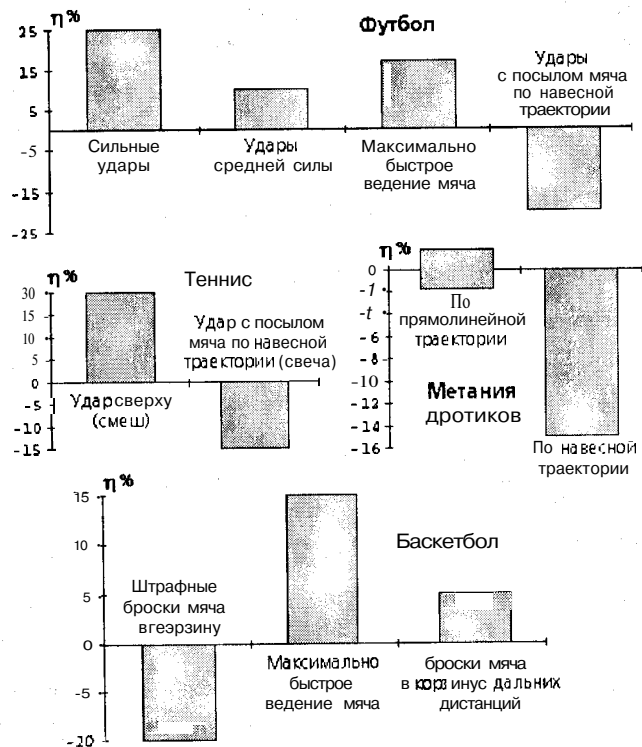 η%
Футбол
25
15
5
-5
-15
-25
Сильные
удары
Удары
средней силы
Максимально
быстрое
ведение мяча
Удары
с посылом мяча
по навесной
траектории
η%
Теннис
30
15
10
5
0
-5
-10
-15
Удар сверху
(смеш)
Удар с посылом
мяча по навесной
траектории (свеча)
η%
0
-1
-t
-6
-8
-10
-12
-14
-16
По
прямолинейной
траектории
Метания
дротиков
По навесной
траектории
η%
Баскетбол
15
10
5
0
-5
-20
Штрафные
броски мяча
вгеэрзину
Максимально
быстрое
ведение мяча
броски мяча
в корзинус дальних
дистанций